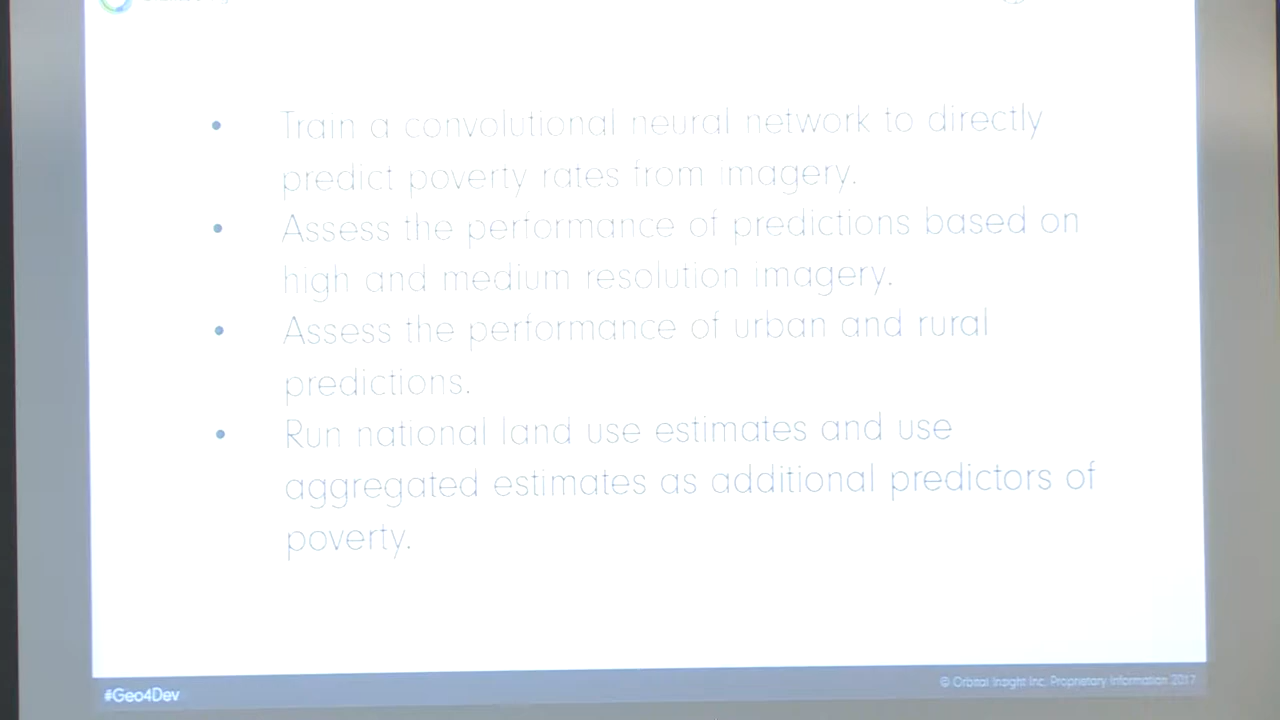 • Train a convolutional neural network to directly
predict poverty rates from imagery.
• Assess the performance of predictions based on
high and medium resolution imagery.
• Assess the performance of urban and rural
predictions.
• Run national land use estimates and use
aggregated estimates as additional predictors of
poverty.
#Geo4Dev
© Orbital Insight Inc. Proprietary Information 2017